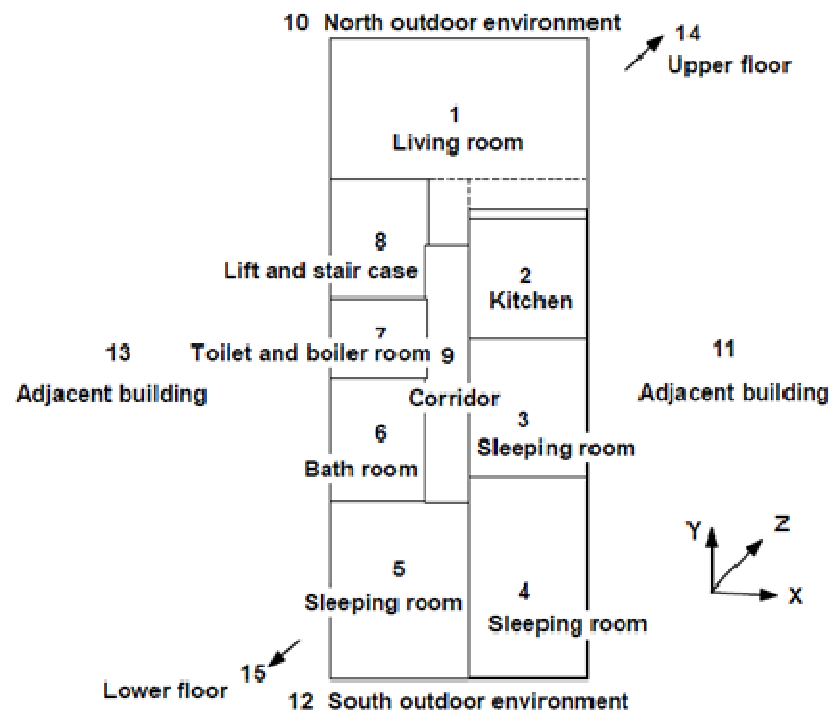 10 North outdoor environment
14
Upper floor
1
Living room
8
Lift and stair case
2
Kitchen
13
Adjacent building
7
Toilet and boiler room
9
Corridor
11
Adjacent building
3
Sleeping room
6
Bath room
5
Sleeping room
4
Sleeping room
Y
Z
X
15
Lower floor
12 South outdoor environment